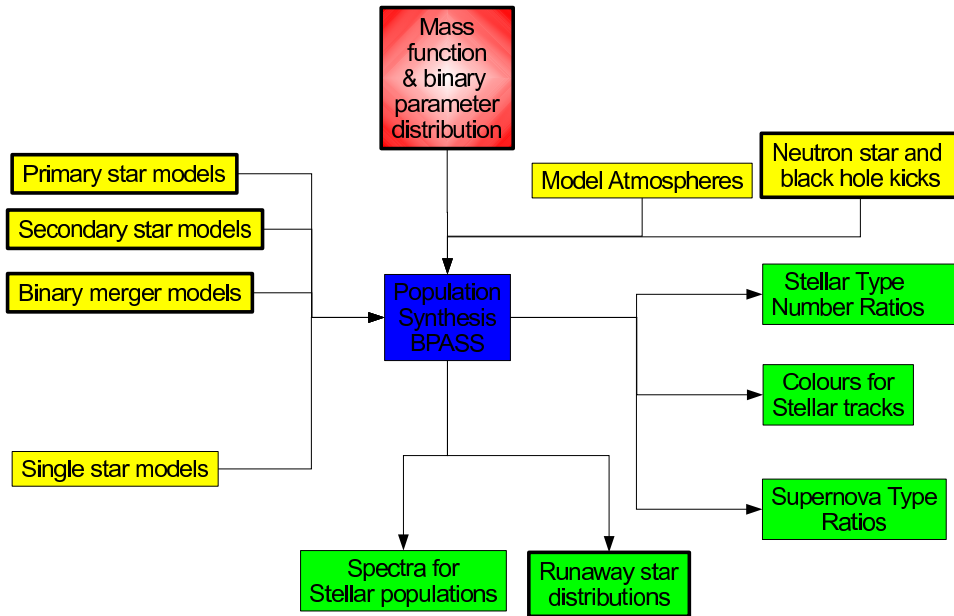 Mass
function
& binary
parameter
distribution
Primary star models
Secondary star models
Binary merger models
Single star models
Model Atmospheres
Neutron star and
black hole kicks
Population
Synthesis
BPASS
Stellar Type
Number Ratios
Colours for
Stellar tracks
Supernova Type
Ratios
Spectra for
Stellar populations
Runaway star
distributions